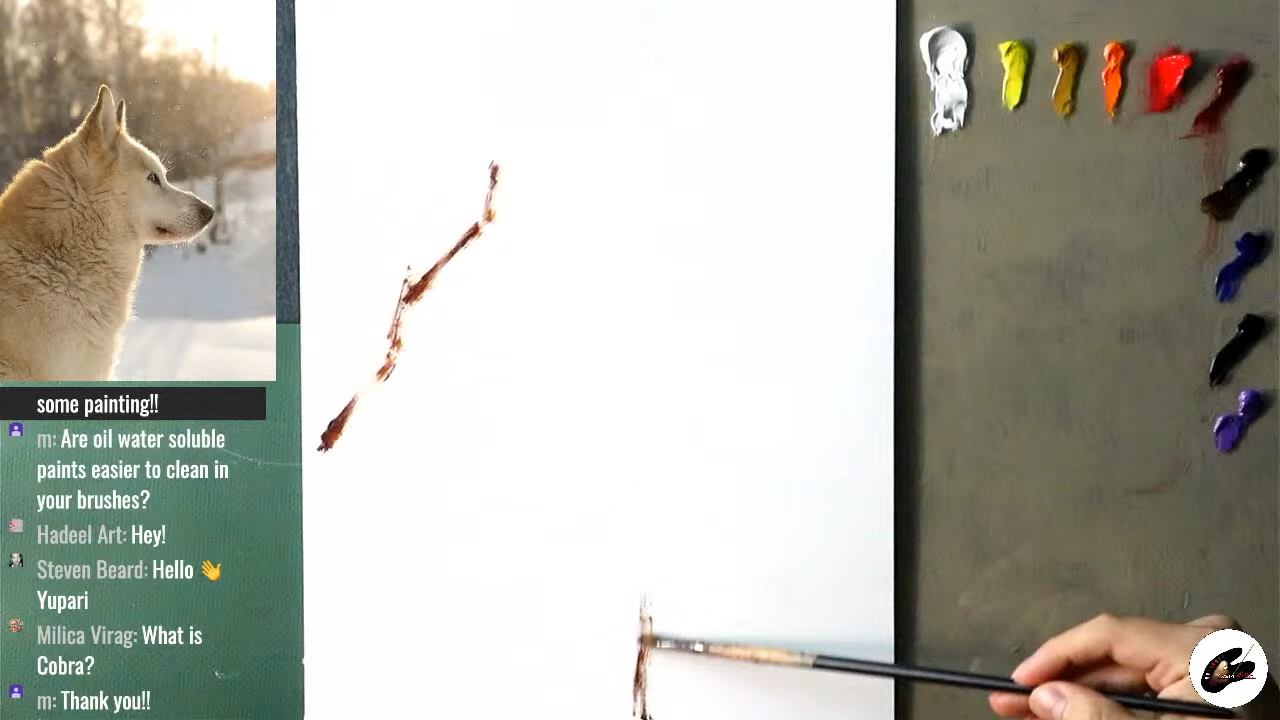 some painting!!
m: Are oil water soluble
paints easier to clean in
your brushes?
Hadeel Art: Hey!
Steven Beard: Hello 👋
Yupari
Milica Virag: What is
Cobra?
m: Thank you!!